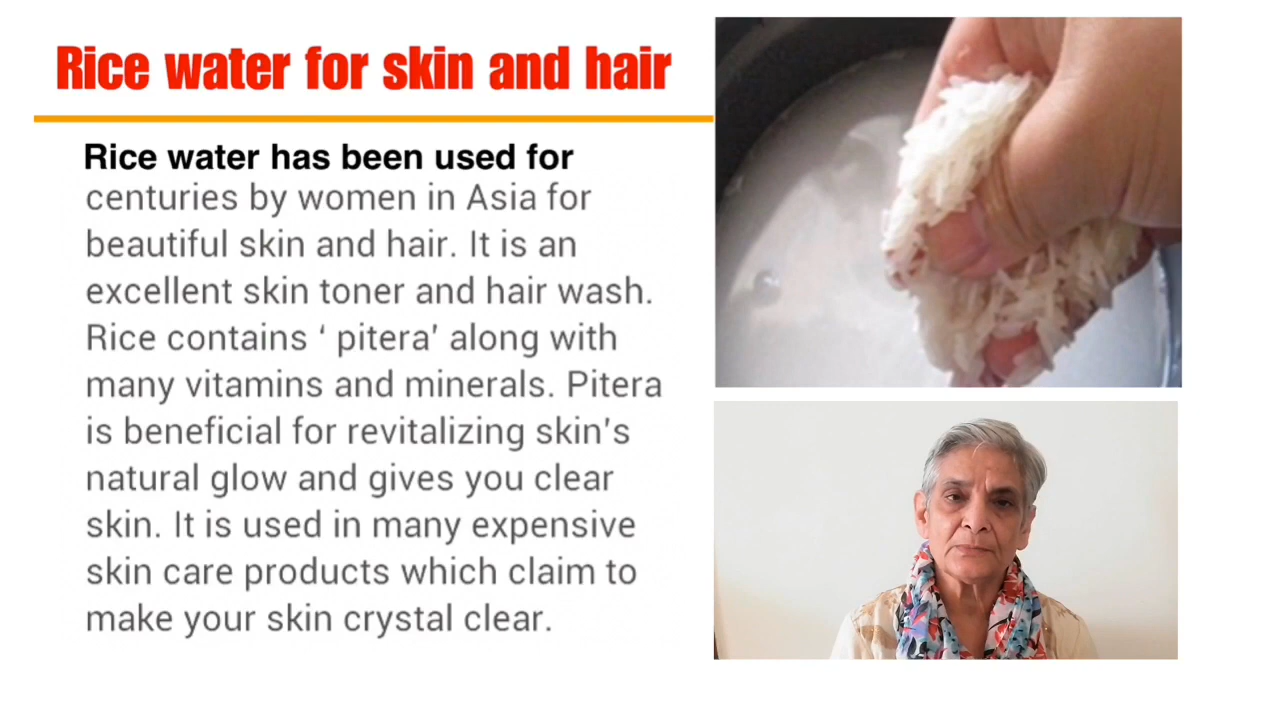 Rice water for skin and hair
Rice water has been used for
centuries by women in Asia for
beautiful skin and hair. It is an
excellent skin toner and hair wash.
Rice contains ‘ pitera’ along with
many vitamins and minerals. Pitera
is beneficial for revitalizing skin’s
natural glow and gives you clear
skin. It is used in many expensive
skin care products which claim to
make your skin crystal clear.